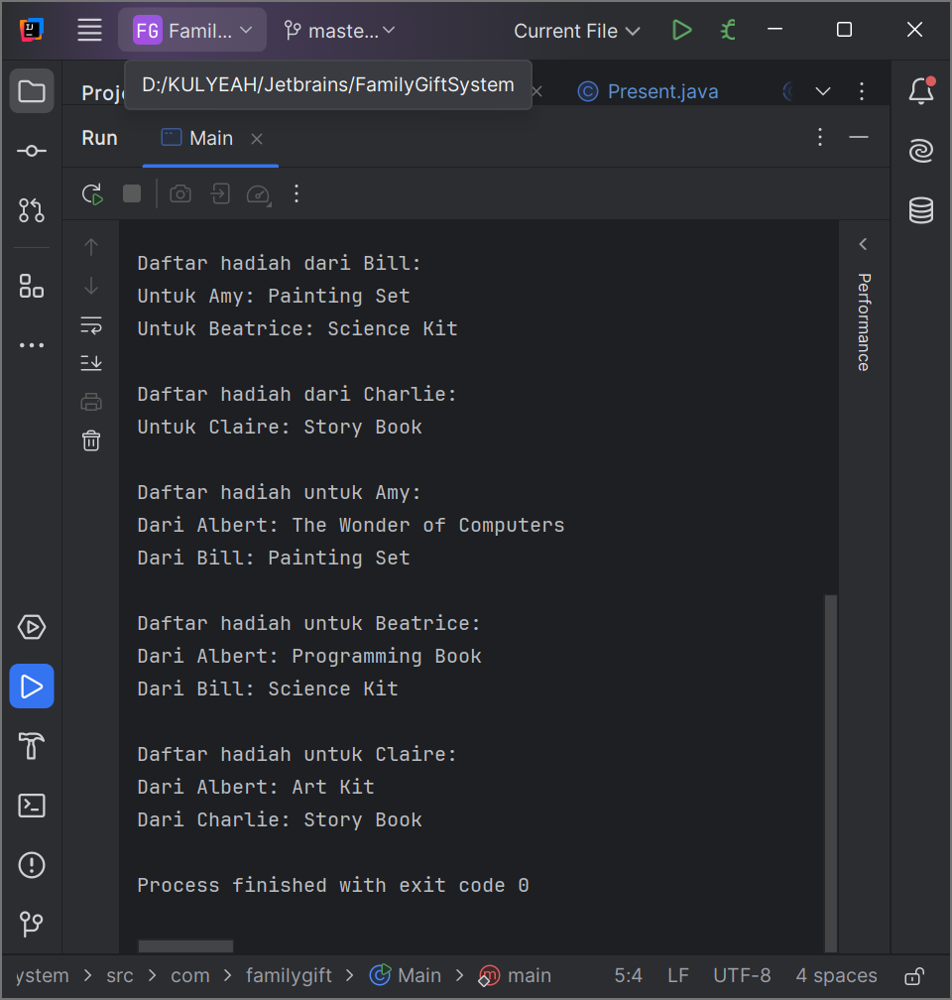 FG Famil...
maste...
Current File
D:/KULYEAH/Jetbrains/FamilyGiftSystem
Proje
Present.java
Run
Main
Performance
Daftar hadiah dari Bill:
Untuk Amy: Painting Set
Untuk Beatrice: Science Kit
Daftar hadiah dari Charlie:
Untuk Claire: Story Book
Daftar hadiah untuk Amy:
Dari Albert: The Wonder of Computers
Dari Bill: Painting Set
Daftar hadiah untuk Beatrice:
Dari Albert: Programming Book
Dari Bill: Science Kit
Daftar hadiah untuk Claire:
Dari Albert: Art Kit
Dari Charlie: Story Book
Process finished with exit code 0
ystem > src > com > familygift > Main > main 5:4 LF UTF-8 4 spaces